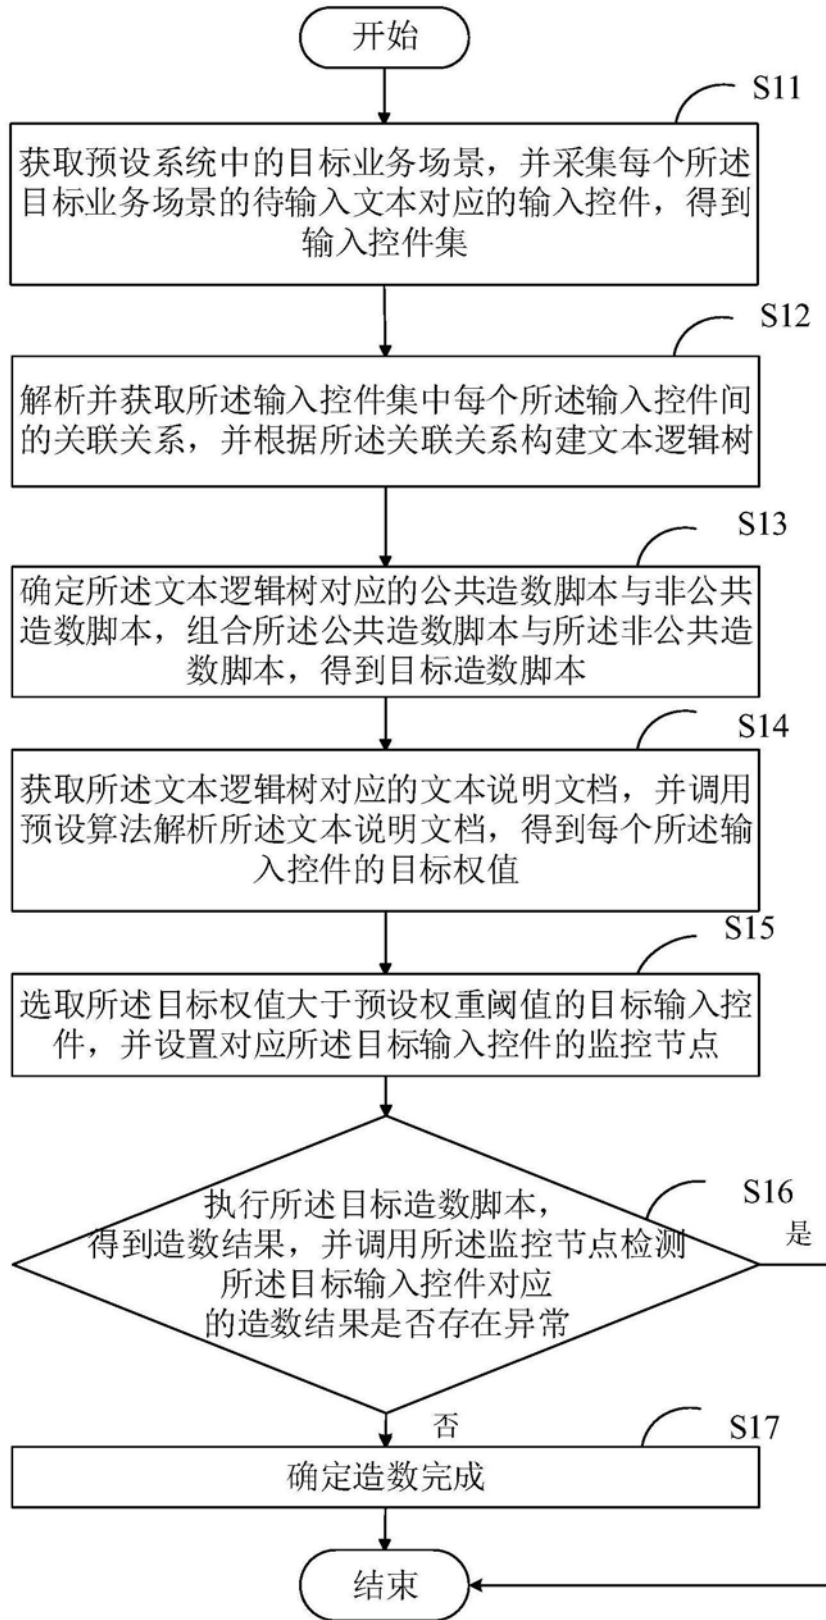 开始
S11
获取预设系统中的目标业务场景，并采集每个所述
目标业务场景的待输入文本对应的输入控件，得到
输入控件集
S12
解析并获取所述输入控件集中每个所述输入控件间
的关联关系，并根据所述关联关系构建文本逻辑树
S13
确定所述文本逻辑树对应的公共造数脚本与非公共
造数脚本，组合所述公共造数脚本与所述非公共造
数脚本，得到目标造数脚本
S14
获取所述文本逻辑树对应的文本说明文档，并调用
预设算法解析所述文本说明文档，得到每个所述输
入控件的目标权值
S15
选取所述目标权值大于预设权重阈值的目标输入控
件，并设置对应所述目标输入控件的监控节点
S16
执行所述目标造数脚本，
得到造数结果，并调用所述监控节点检测
所述目标输入控件对应
的造数结果是否存在异常
是
否
S17
确定造数完成
结束